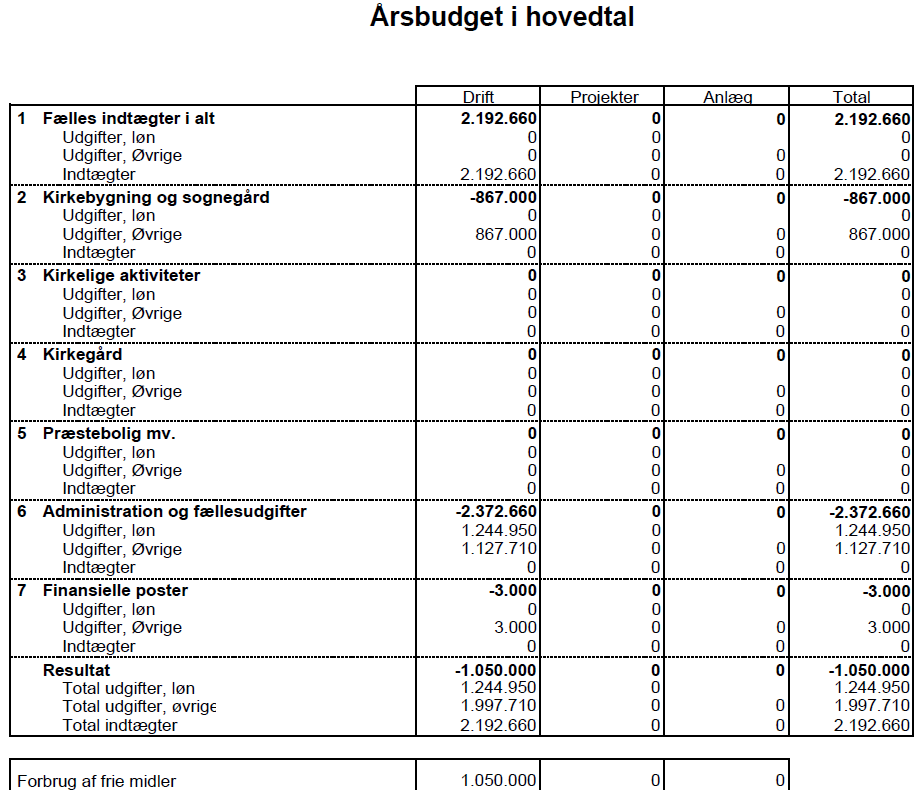 Årsbudget i hovedtal
Drift Projekter Anlæg Total
1 Fælles indtægter i alt 2.192.660 0 0 2.192.660
Udgifter, løn 0 0 0
Udgifter, Øvrige 0 0 0 0
Indtægter 2.192.660 0 0 2.192.660
2 Kirkebygning og sognegård -867.000 0 0 -867.000
Udgifter, løn 0 0 0
Udgifter, Øvrige 867.000 0 0 867.000
Indtægter 0 0 0 0
3 Kirkelige aktiviteter 0 0 0 0
Udgifter, løn 0 0 0
Udgifter, Øvrige 0 0 0 0
Indtægter 0 0 0 0
4 Kirkegård 0 0 0 0
Udgifter, løn 0 0 0
Udgifter, Øvrige 0 0 0 0
Indtægter 0 0 0 0
5 Præstebolig mv. 0 0 0 0
Udgifter, løn 0 0 0
Udgifter, Øvrige 0 0 0 0
Indtægter 0 0 0 0
6 Administration og fællesudgifter -2.372.660 0 0 -2.372.660
Udgifter, løn 1.244.950 0 1.244.950
Udgifter, Øvrige 1.127.710 0 0 1.127.710
Indtægter 0 0 0 0
7 Finansielle poster -3.000 0 0 -3.000
Udgifter, løn 0 0 0
Udgifter, Øvrige 3.000 0 0 3.000
Indtægter 0 0 0 0
Resultat -1.050.000 0 0 -1.050.000
Total udgifter, løn 1.244.950 0 1.244.950
Total udgifter, øvrige 1.997.710 0 0 1.997.710
Total indtægter 2.192.660 0 0 2.192.660
Forbrug af frie midler 1.050.000 0 0